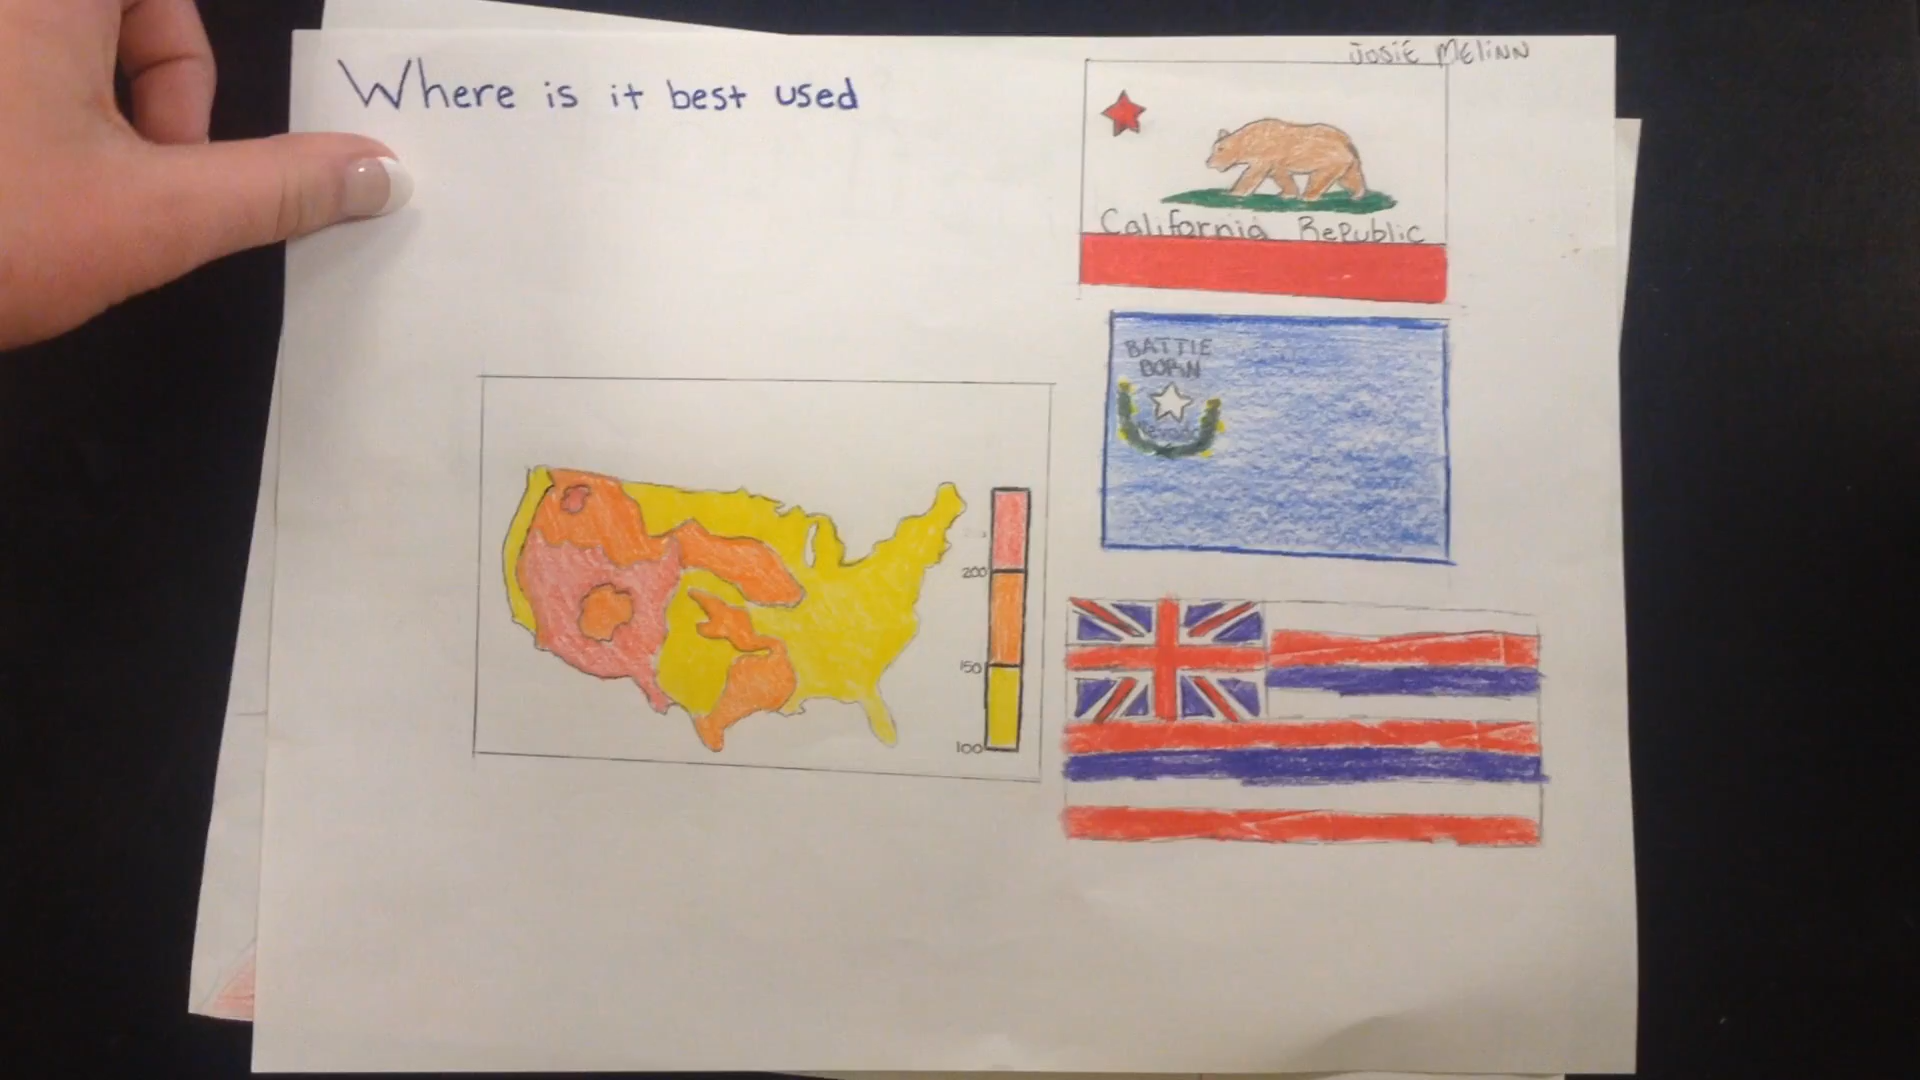 Josie Melinn
Where is it best used
California Republic
BATTLE
BORN
200
150
100